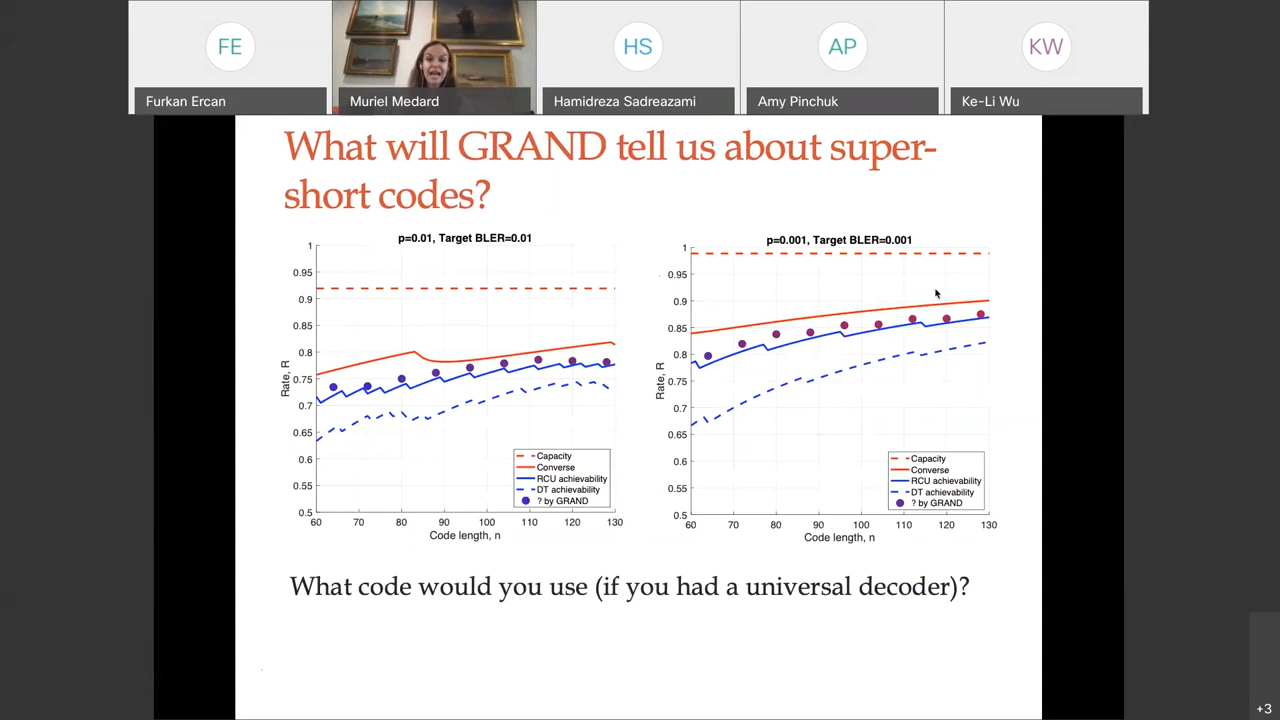 FE
HS
AP
KW
Furkan Ercan
Muriel Medard
Hamidreza Sadreazami
Amy Pinchuk
Ke-Li Wu
What will GRAND tell us about super-
short codes?
p=0.01, Target BLER=0.01
1
0.95
0.9
0.85
0.8
0.75
0.7
0.65
0.6
0.55
0.5
Rate, R
60 70 80 90 100 110 120 130
Code length, n
Capacity
Converse
RCU achievability
DT achievability
? by GRAND
p=0.001, Target BLER=0.001
1
0.95
0.9
0.85
0.8
0.75
0.7
0.65
0.6
0.55
0.5
Rate, R
60 70 80 90 100 110 120 130
Code length, n
Capacity
Converse
RCU achievability
DT achievability
? by GRAND
What code would you use (if you had a universal decoder)?
+3